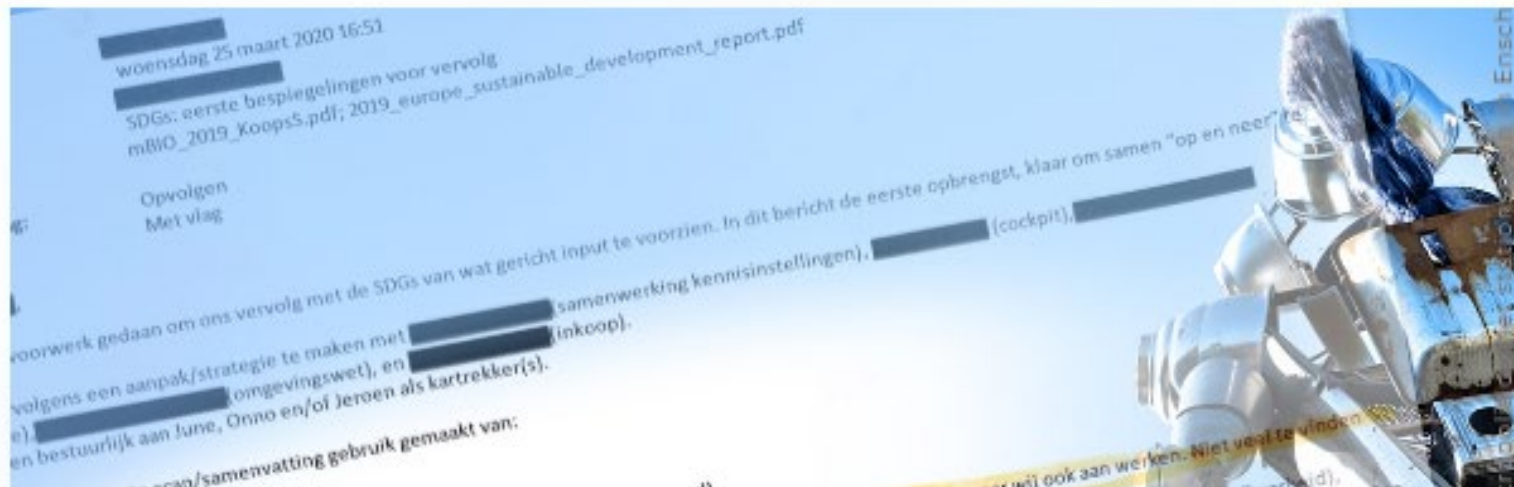 woensdag 25 maart 2020 16:51
SDGs: eerste bespiegelingen voor vervolg
mBIO_2019_KoopsS.pdf; 2019_europe_sustainable_development_report.pdf
Opvolgen
Met vlag
voorwerk gedaan om ons vervolg met de SDGs van wat gericht input te voorzien. In dit bericht de eerste opbrengst, klaar om samen "op en neer"
volgens een aanpak/strategie te maken met samenwerking kennisinstellingen), (cockpit),
(omgevingswet), en (inkoop).
en bestuurlijk aan June, Onno en/of Jeroen als kartrekker(s).
scan/samenvatting gebruik gemaakt van:
wij ook aan werken. Niet veel te vinden